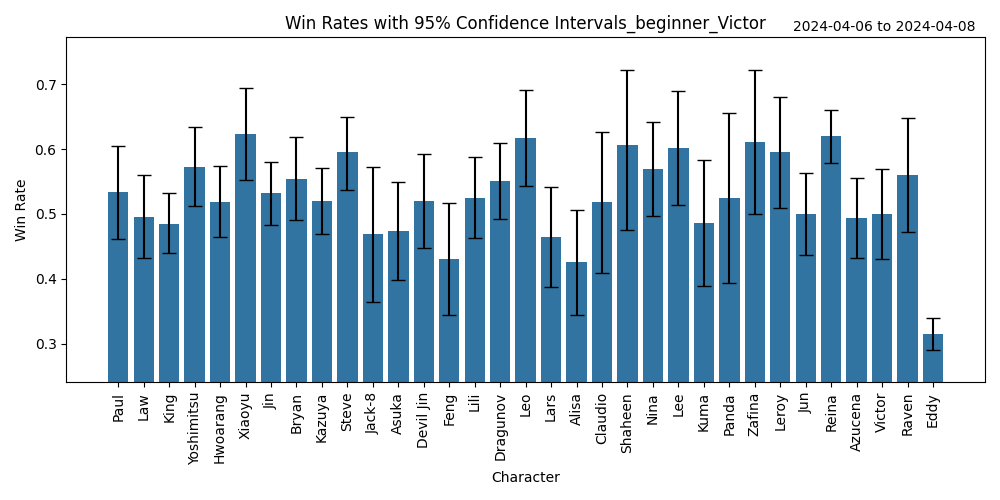 Win Rates with 95% Confidence Intervals_beginner_Victor
2024-04-06 to 2024-04-08
Win Rate
0.7
0.6
0.5
0.4
0.3
Paul
Law
King
Yoshimitsu
Hwoarang
Xiaoyu
Jin
Bryan
Kazuya
Steve
Jack-8
Asuka
Devil Jin
Feng
Lili
Dragunov
Leo
Lars
Alisa
Claudio
Shaheen
Nina
Lee
Kuma
Panda
Zafina
Leroy
Jun
Reina
Azucena
Victor
Raven
Eddy
Character